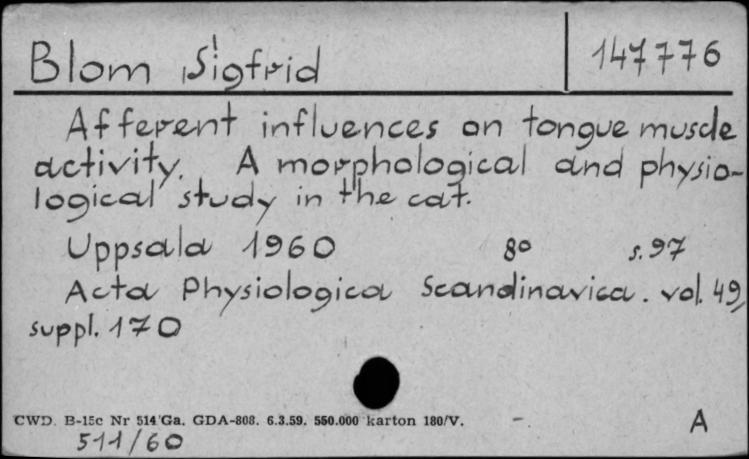 Blom Sigfrid 147776
Afferent influences on tongue muscle
activity. A morphological and physio-
logical study in the cat.
Uppsala 1960 8° s. 97
Acta Physiologica Scandinavica. vol. 49,
suppl. 170
CWD. B-15c Nr 514 Ga. GDA-808. 6.3.59. 550.000 karton 180/V. A
511/60